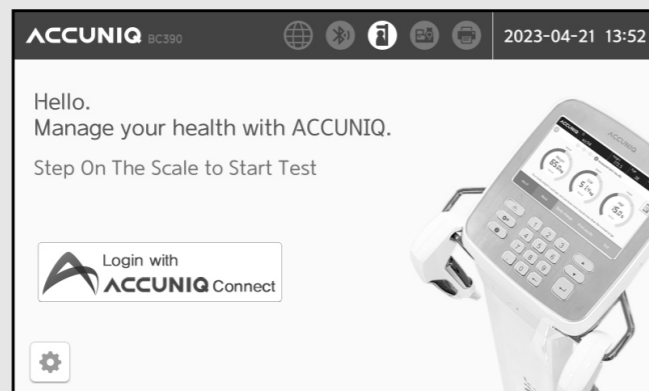 ACCUNIQ BC390
2023-04-21 13:52
Hello.
Manage your health with ACCUNIQ.
Step On The Scale to Start Test
Login with
ACCUNIQ Connect